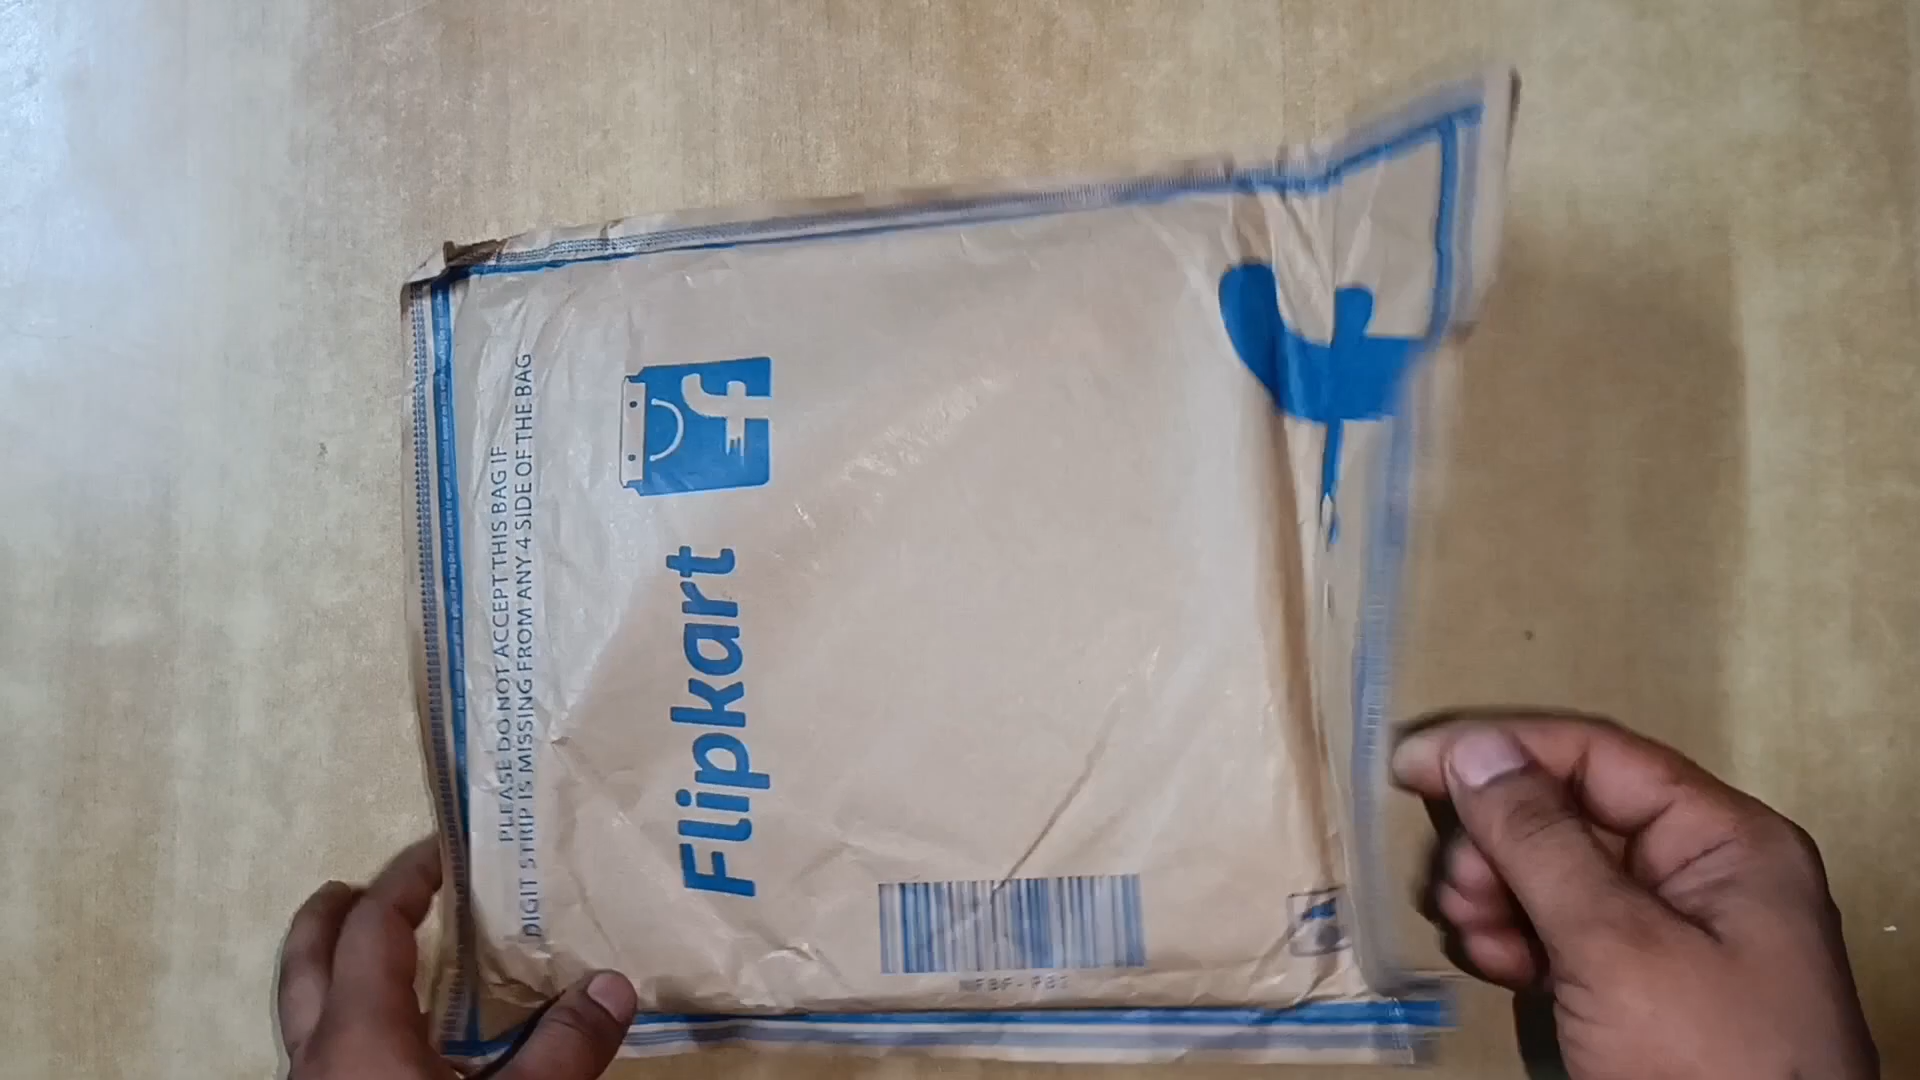 PLEASE DO NOT ACCEPT THIS BAG IF
DIGIT STRIP IS MISSING FROM ANY 4 SIDE OF THE BAG
Flipkart